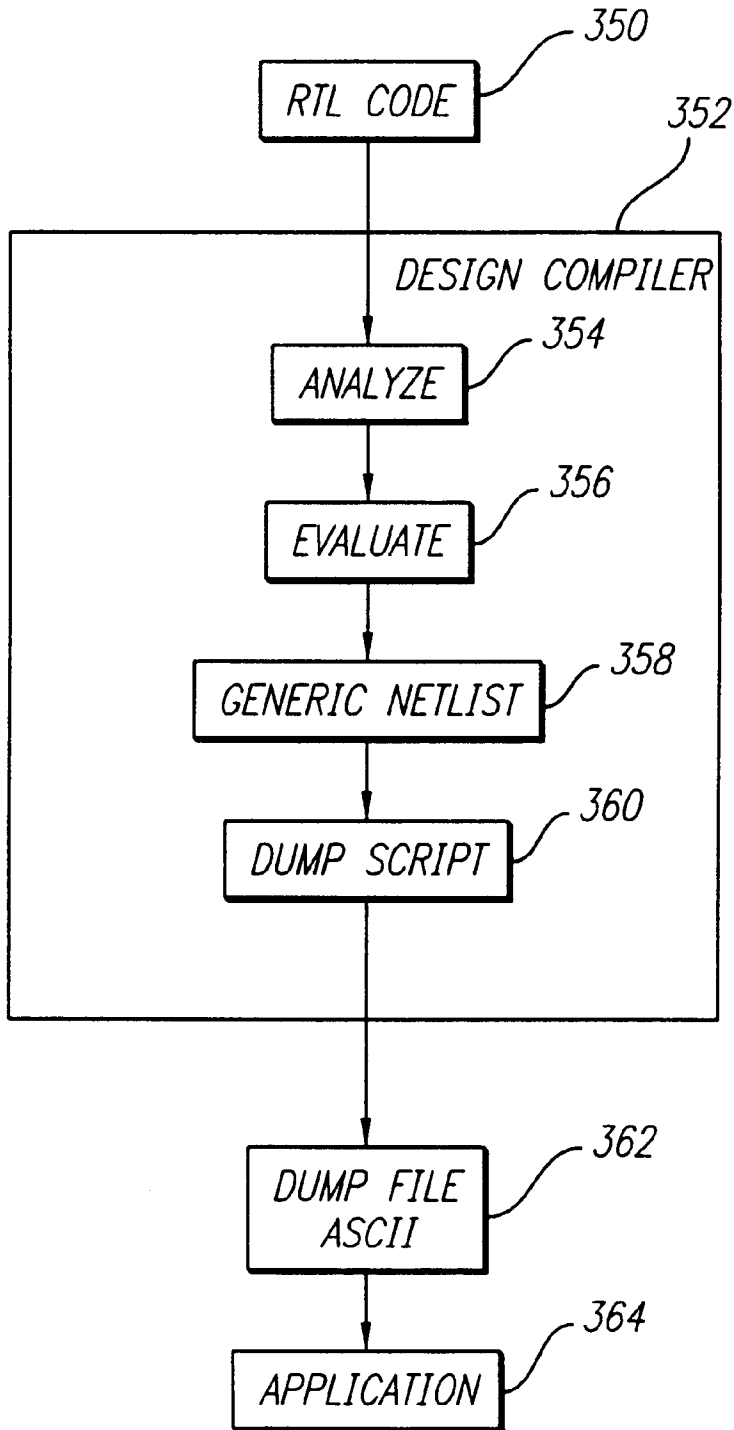 350
RTL CODE
352
DESIGN COMPILER
354
ANALYZE
356
EVALUATE
358
GENERIC NETLIST
360
DUMP SCRIPT
362
DUMP FILE
ASCII
364
APPLICATION